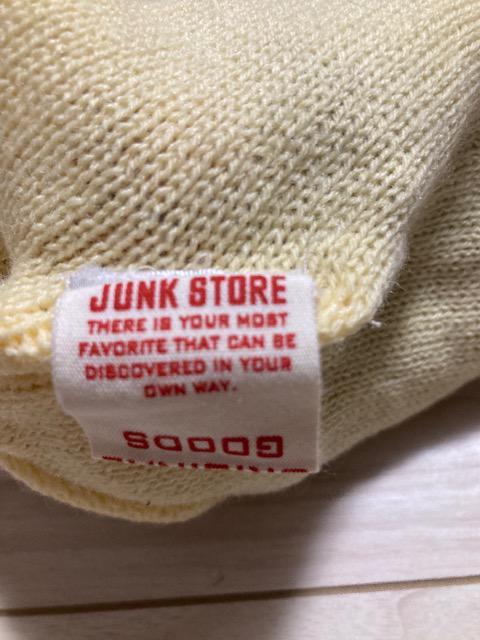 JUNK STORE
THERE IS YOUR MOST
FAVORITE THAT CAN BE
DISCOVERED IN YOUR
OWN WAY.
GOODS